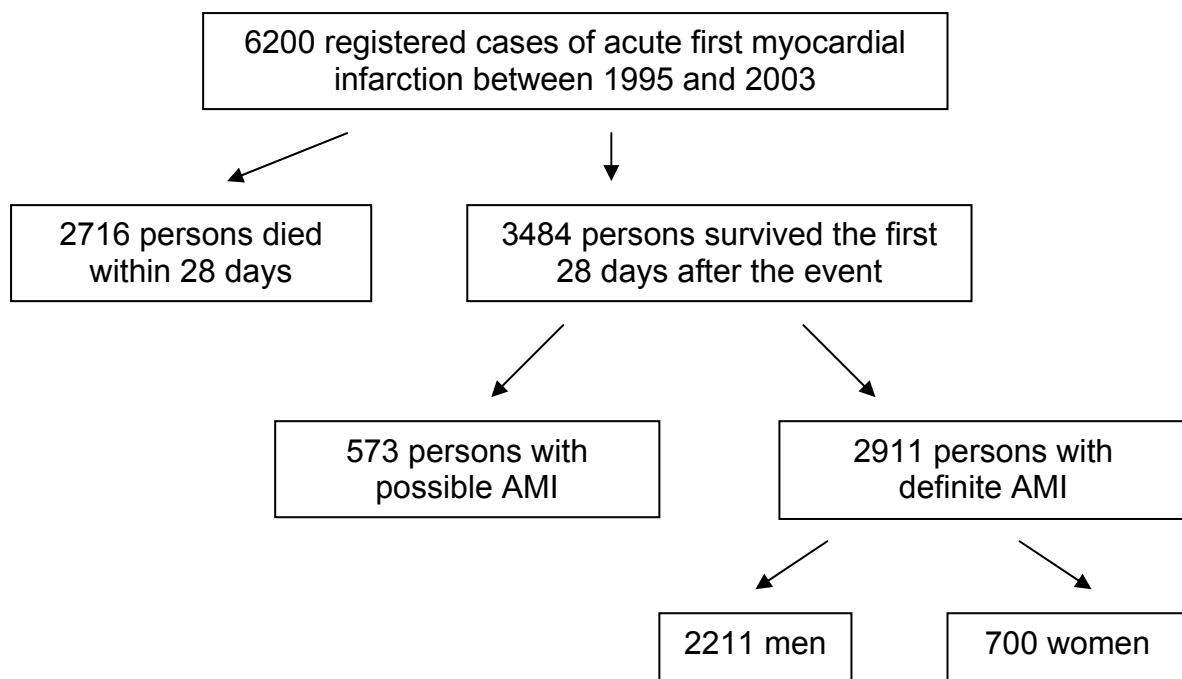 6200 registered cases of acute first myocardial
infarction between 1995 and 2003
2716 persons died
within 28 days
3484 persons survived the first
28 days after the event
573 persons with
possible AMI
2911 persons with
definite AMI
2211 men
700 women